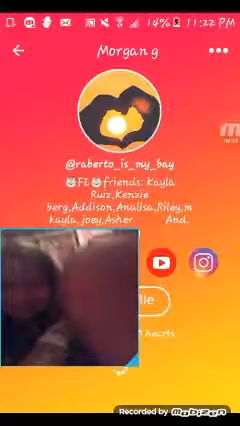 14% 11:22 PM
Morgan g
@raberto_is_my_bay
FE friends: Kayla
Ruiz,Kenzie
berg,Addison,Analisa,Riley,m
kayla,joey,Asher And.
hearts
Recorded by mobizen